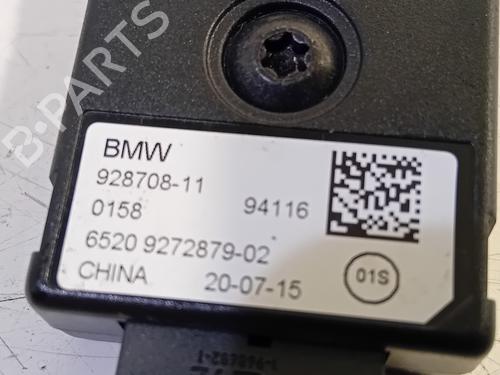 B-PARTS
BMW
928708-11
0158 94116
6520 9272879-02
CHINA 20-07-15
01S